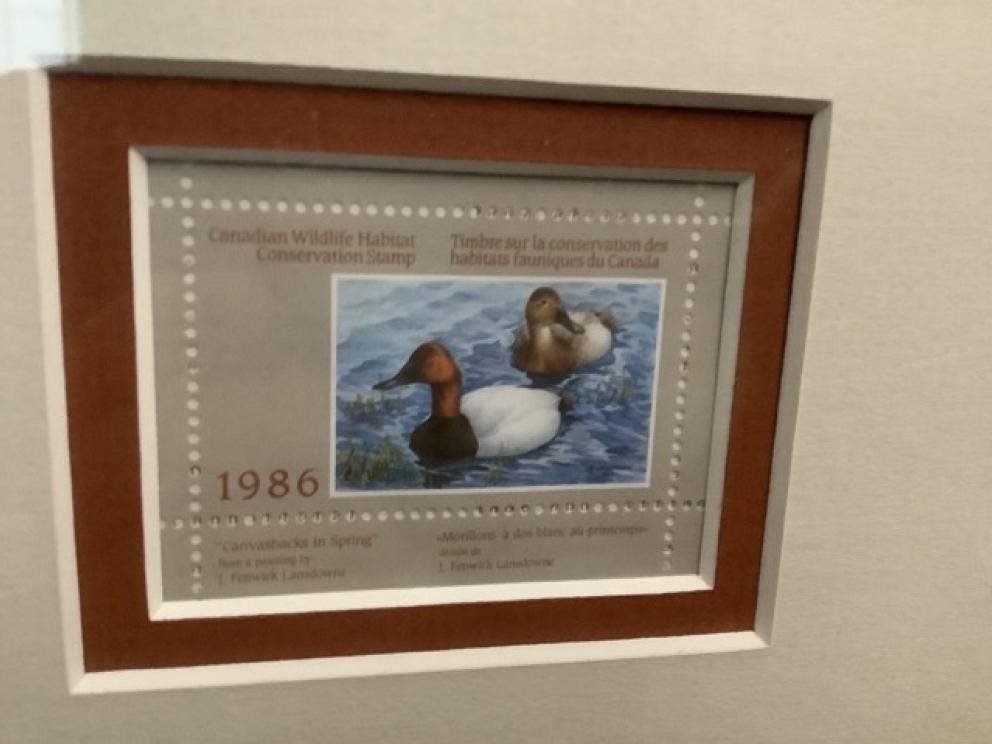 Canadian Wildlife Habitat
Conservation Stamp
Timbre sur la conservation des
habitats fauniques du Canada
1986
"Canvasbacks in Spring"
from a painting by
J. Fenwick Lansdowne
«Morillons à dos blanc au printemps»
dessin de
J. Fenwick Lansdowne